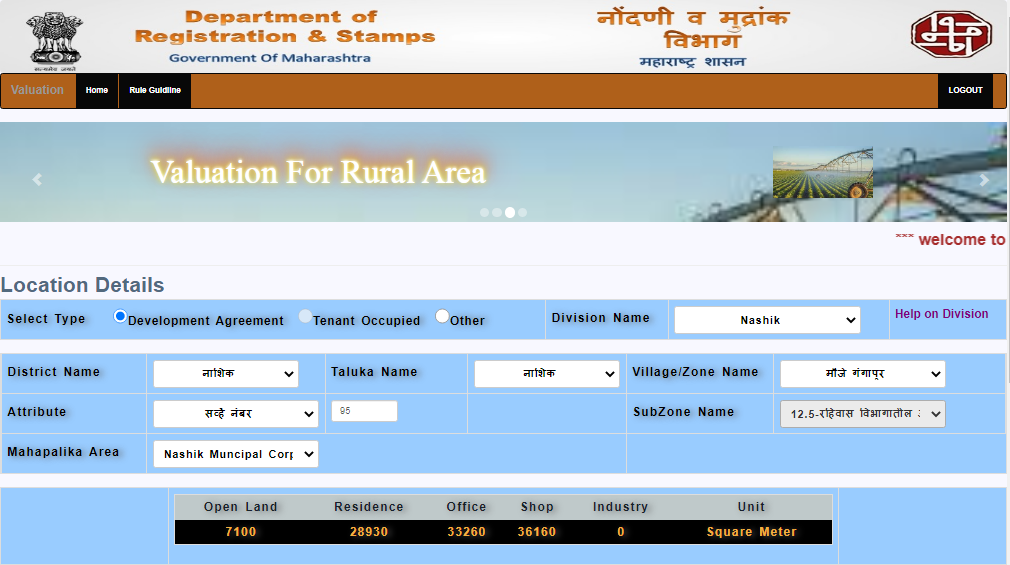 Department of
Registration & Stamps
Government Of Maharashtra
नोंदणी व मुद्रांक
विभाग
महाराष्ट्र शासन
सत्यमेव जयते
Valuation Home Rule Guidline LOGOUT
Valuation For Rural Area
*** welcome to
Location Details
Select Type Development Agreement Tenant Occupied Other Division Name Nashik Help on Division
District Name नाशिक Taluka Name नाशिक Village/Zone Name मौजे गंगापूर
Attribute सर्व्हे नंबर 95 SubZone Name 12.5-रहिवास विभागातील
Mahapalika Area Nashik Muncipal Corp
Open Land Residence Office Shop Industry Unit
7100 28930 33260 36160 0 Square Meter